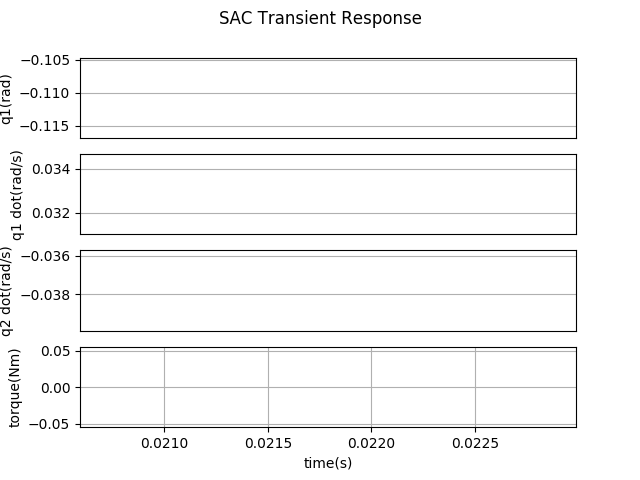 SAC Transient Response
−0.105
−0.110
−0.115
q1(rad)
0.034
0.032
q1 dot(rad/s)
−0.036
−0.038
q2 dot(rad/s)
0.05
0.00
−0.05
torque(Nm)
0.0210 0.0215 0.0220 0.0225
time(s)